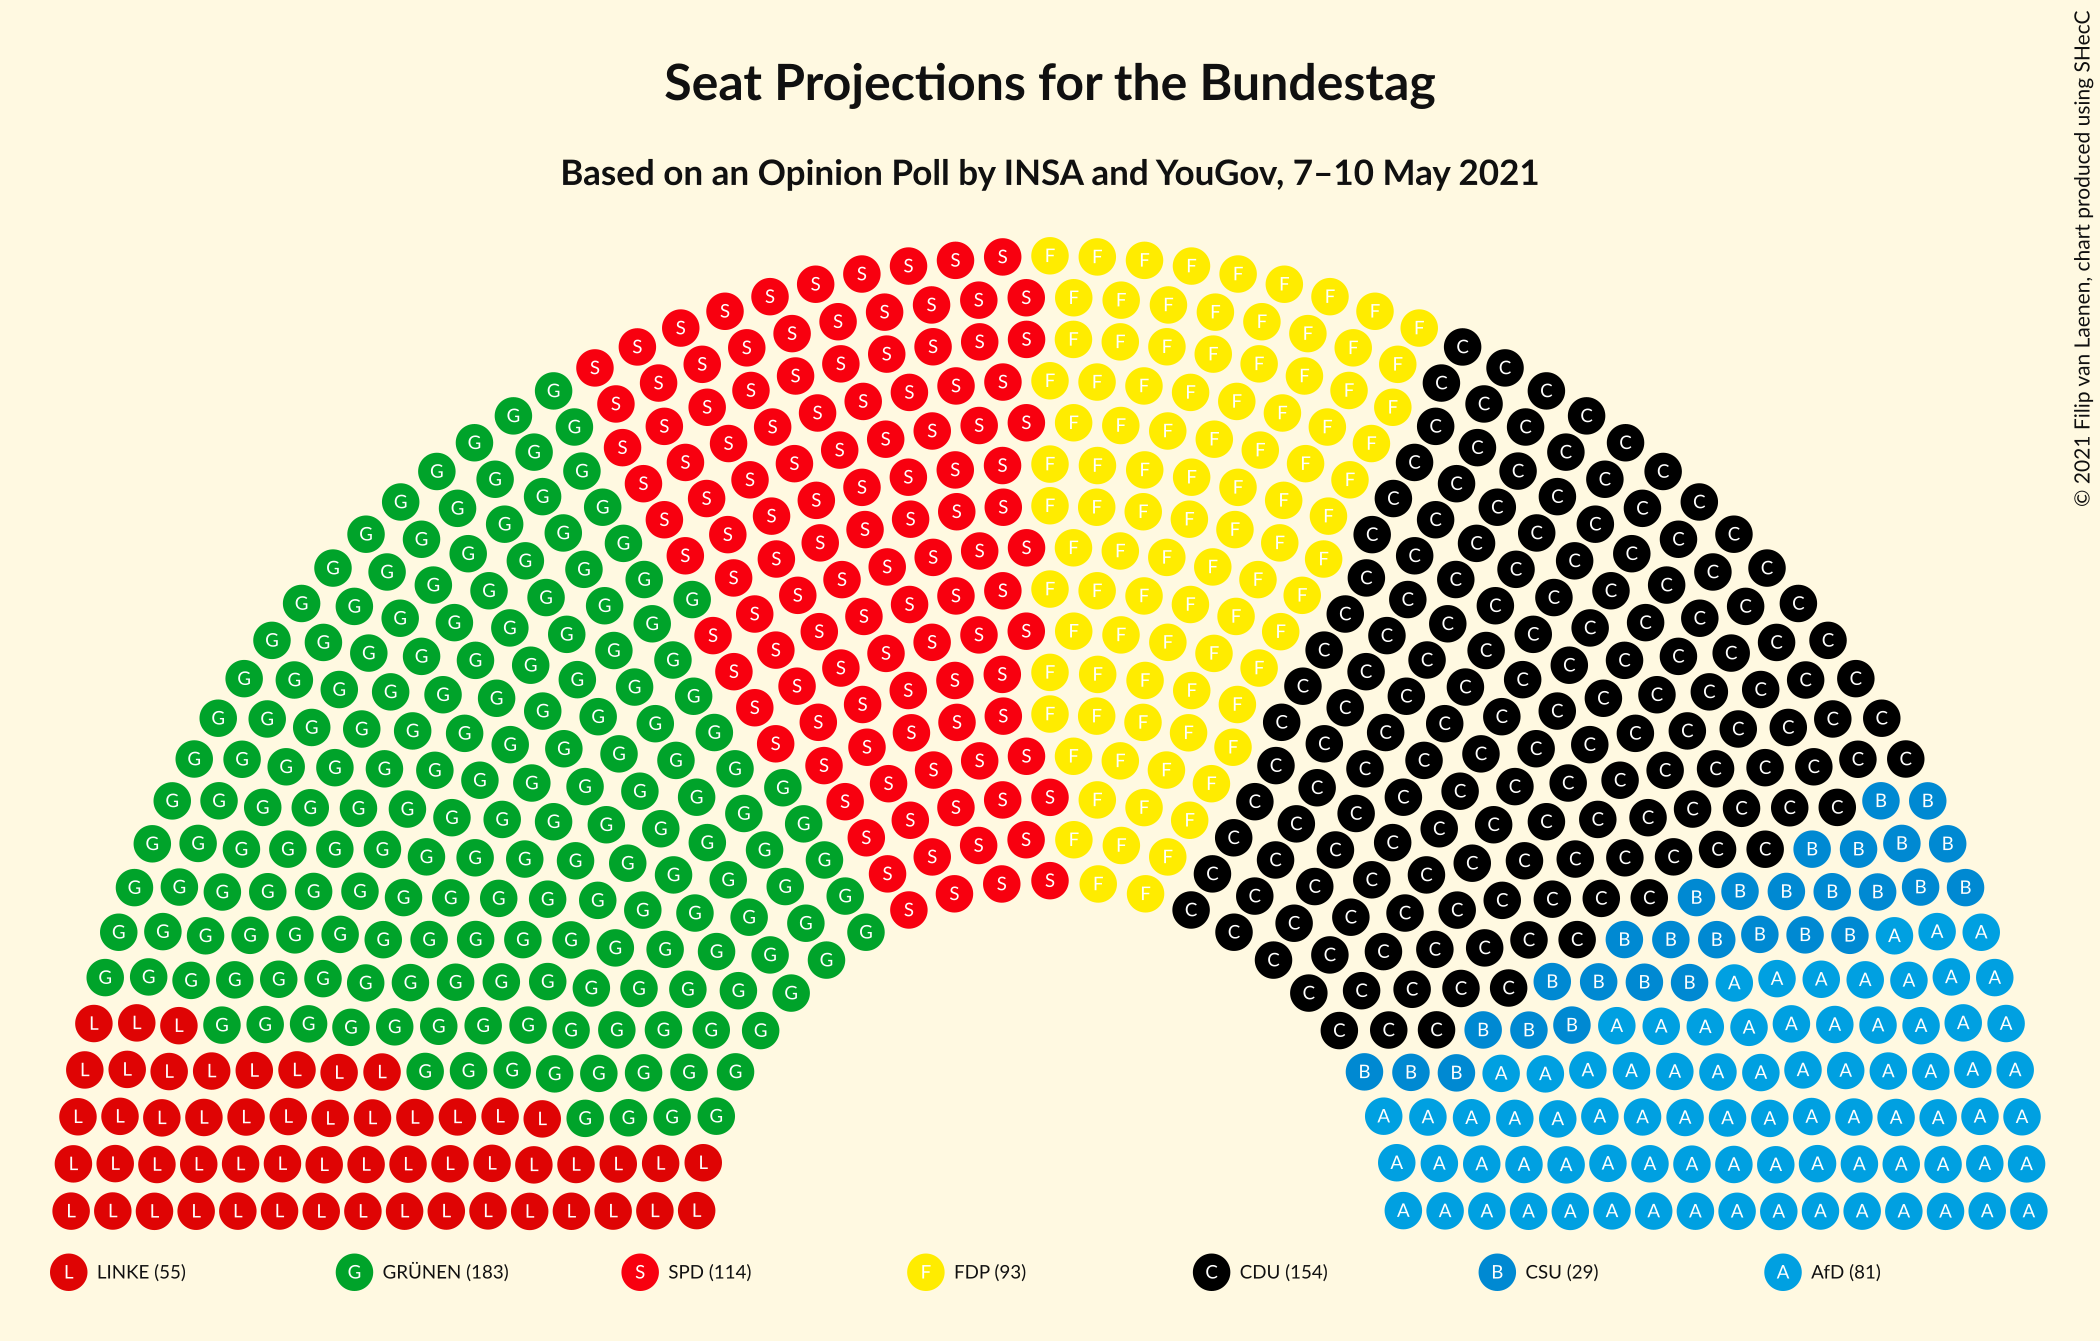 Seat Projections for the Bundestag
Based on an Opinion Poll by INSA and YouGov, 7–10 May 2021
© 2021 Filip van Laenen, chart produced using SHecC
L LINKE (55)
G GRÜNEN (183)
S SPD (114)
F FDP (93)
C CDU (154)
B CSU (29)
A AfD (81)